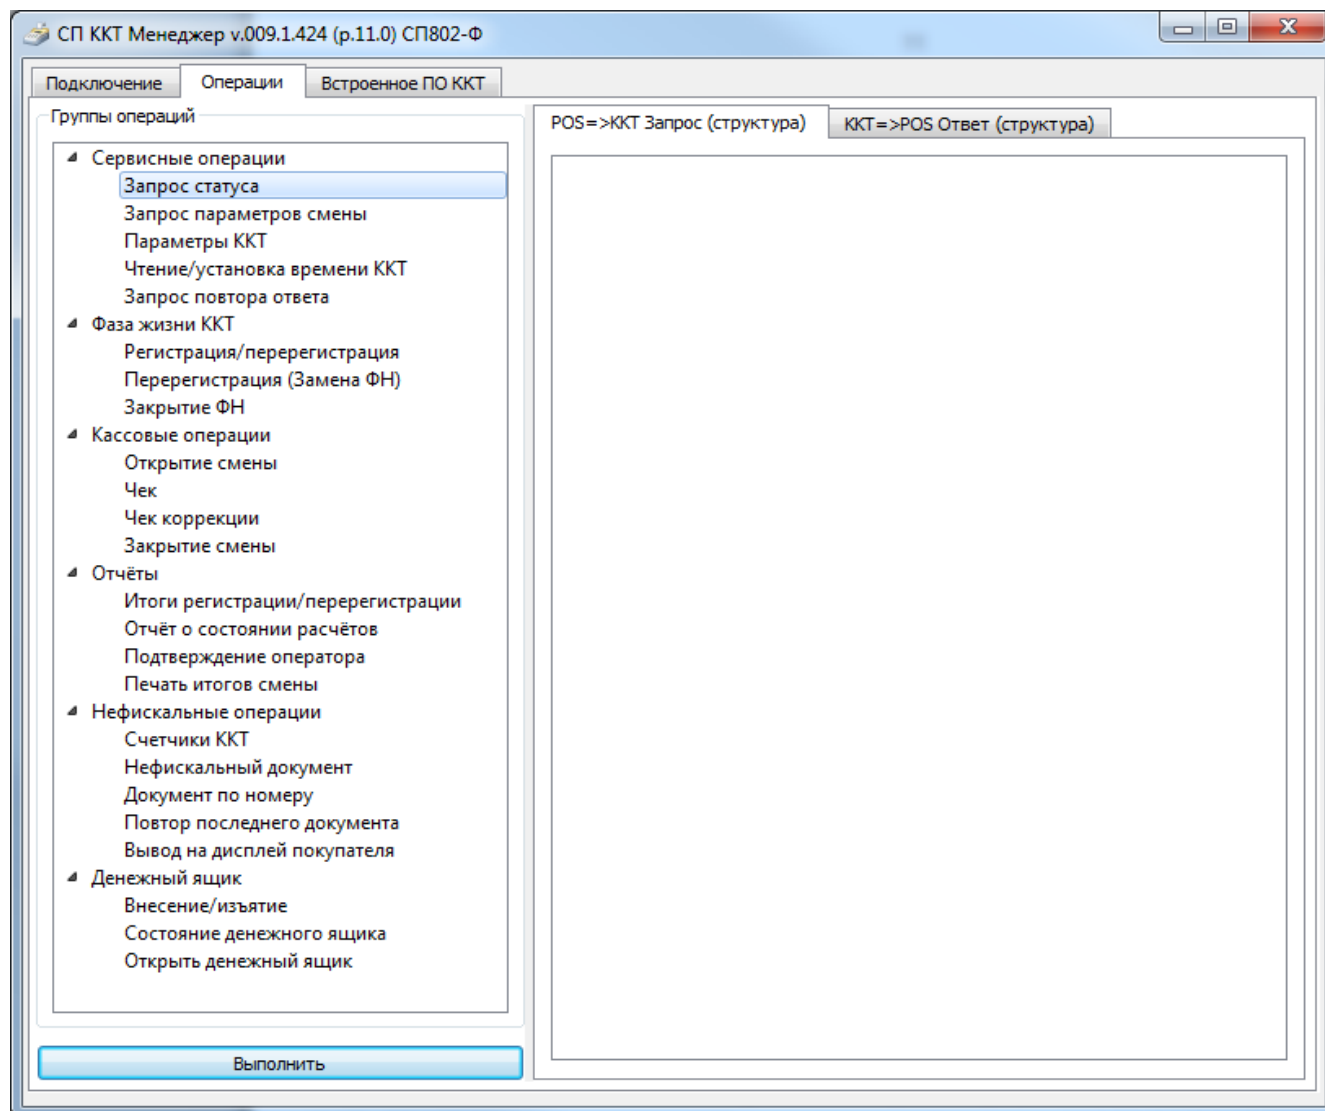 СП ККТ Менеджер v.009.1.424 (р.11.0) СП802-Ф
Подключение Операции Встроенное ПО ККТ
Группы операций
POS=>ККТ Запрос (структура) ККТ=>POS Ответ (структура)
Сервисные операции
Запрос статуса
Запрос параметров смены
Параметры ККТ
Чтение/установка времени ККТ
Запрос повтора ответа
Фаза жизни ККТ
Регистрация/перерегистрация
Перерегистрация (Замена ФН)
Закрытие ФН
Кассовые операции
Открытие смены
Чек
Чек коррекции
Закрытие смены
Отчёты
Итоги регистрации/перерегистрации
Отчёт о состоянии расчётов
Подтверждение оператора
Печать итогов смены
Нефискальные операции
Счетчики ККТ
Нефискальный документ
Документ по номеру
Повтор последнего документа
Вывод на дисплей покупателя
Денежный ящик
Внесение/изъятие
Состояние денежного ящика
Открыть денежный ящик
Выполнить